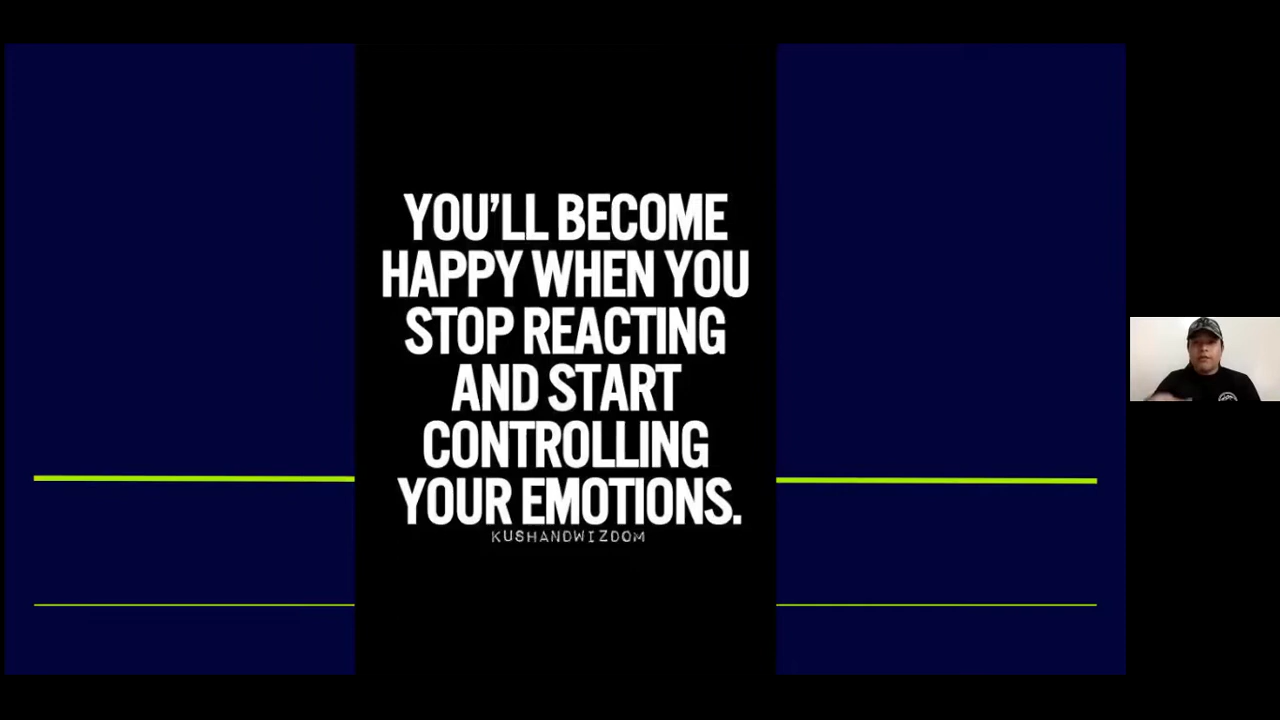 YOU'LL BECOME
HAPPY WHEN YOU
STOP REACTING
AND START
CONTROLLING
YOUR EMOTIONS.
KUSHANDWIZDOM